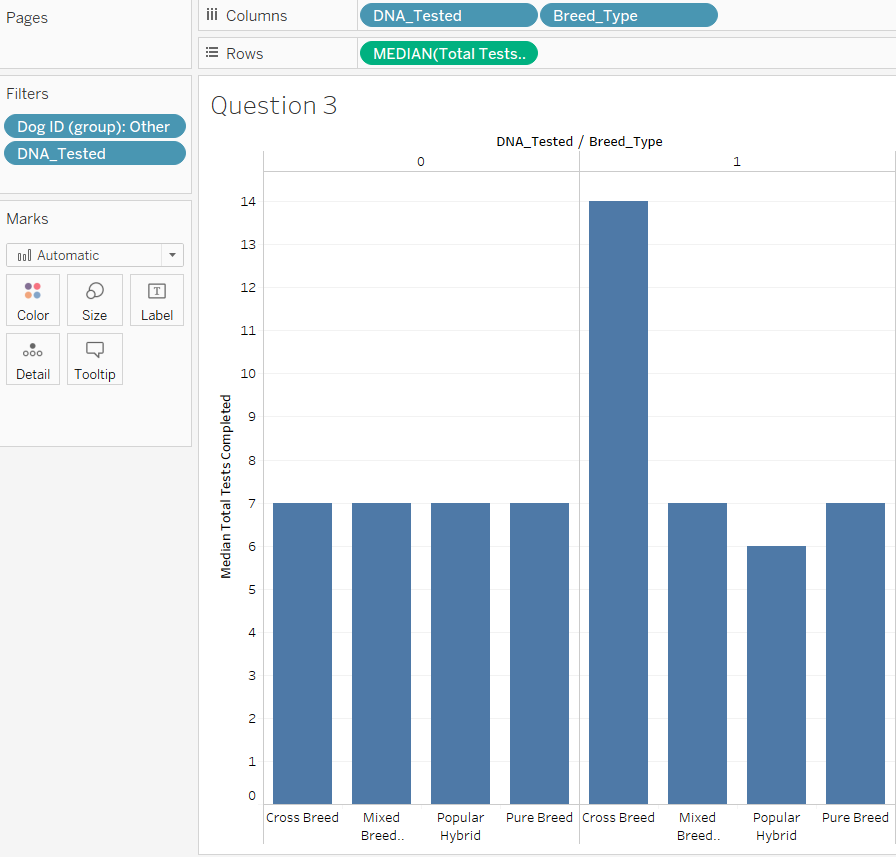 Pages
Columns
DNA_Tested
Breed_Type
Rows
MEDIAN(Total Tests..
Filters
Dog ID (group): Other
DNA_Tested
Marks
Automatic
Color
Size
Label
Detail
Tooltip
Question 3
DNA_Tested / Breed_Type
0
1
Median Total Tests Completed
14
13
12
11
10
9
8
7
6
5
4
3
2
1
0
Cross Breed
Mixed
Breed..
Popular
Hybrid
Pure Breed
Cross Breed
Mixed
Breed..
Popular
Hybrid
Pure Breed